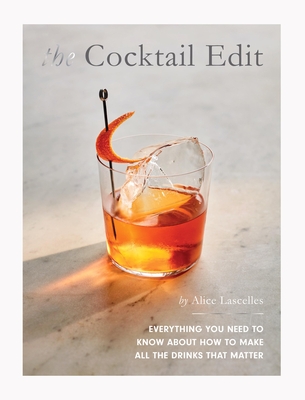 the Cocktail Edit
by Alice Lascelles
EVERYTHING YOU NEED TO
KNOW ABOUT HOW TO MAKE
ALL THE DRINKS THAT MATTER